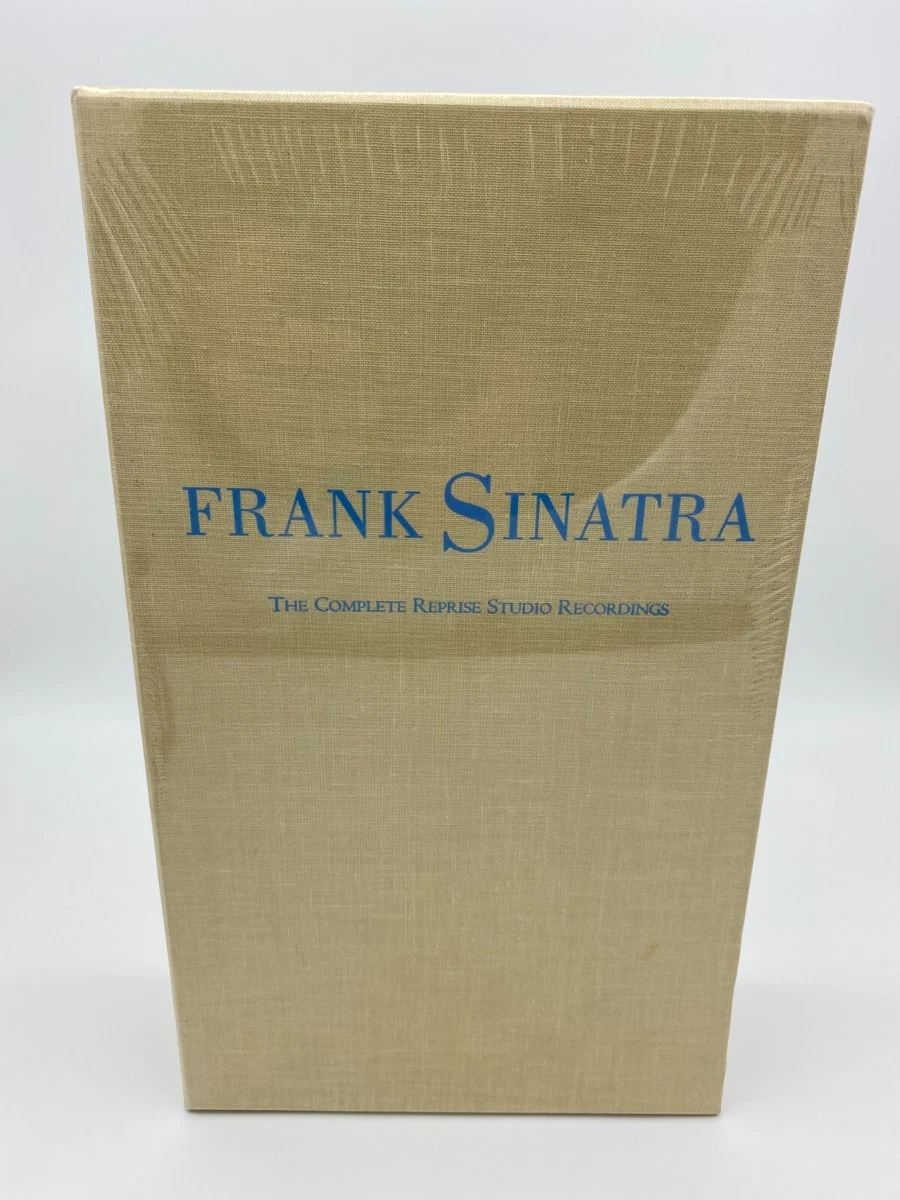 FRANK SINATRA
THE COMPLETE REPRISE STUDIO RECORDINGS